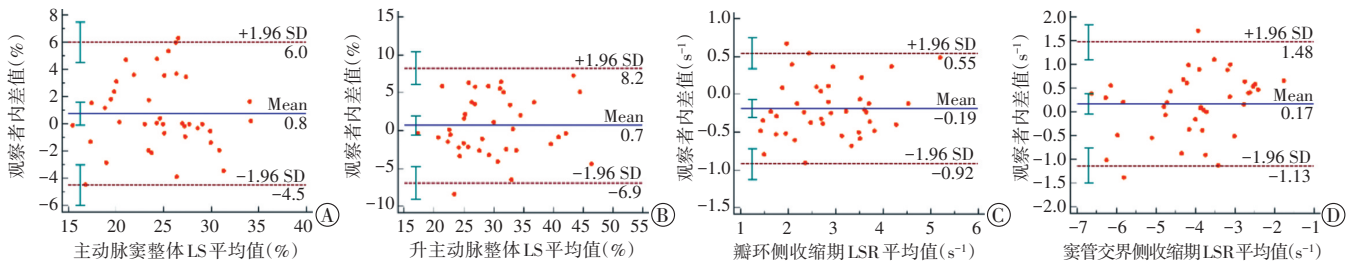 观察者内差值(%)
8
6
4
2
0
−2
−4
−6
+1.96 SD
6.0
Mean
0.8
−1.96 SD
−4.5
15 20 25 30 35 40
主动脉窦整体LS平均值(%)
A
观察者内差值(%)
15
10
5
0
−5
−10
+1.96 SD
8.2
Mean
0.7
−1.96 SD
−6.9
15 20 25 30 35 40 45 50 55
升主动脉整体LS平均值(%)
B
观察者内差值(s⁻¹)
1.0
0.5
0.0
−0.5
−1.0
−1.5
+1.96 SD
0.55
Mean
−0.19
−1.96 SD
−0.92
1 2 3 4 5 6
瓣环侧收缩期LSR平均值(s⁻¹)
C
观察者内差值(s⁻¹)
2.0
1.5
1.0
0.5
0.0
−0.5
−1.0
−1.5
−2.0
+1.96 SD
1.48
Mean
0.17
−1.96 SD
−1.13
−7 −6 −5 −4 −3 −2 −1
窦管交界侧收缩期LSR平均值(s⁻¹)
D